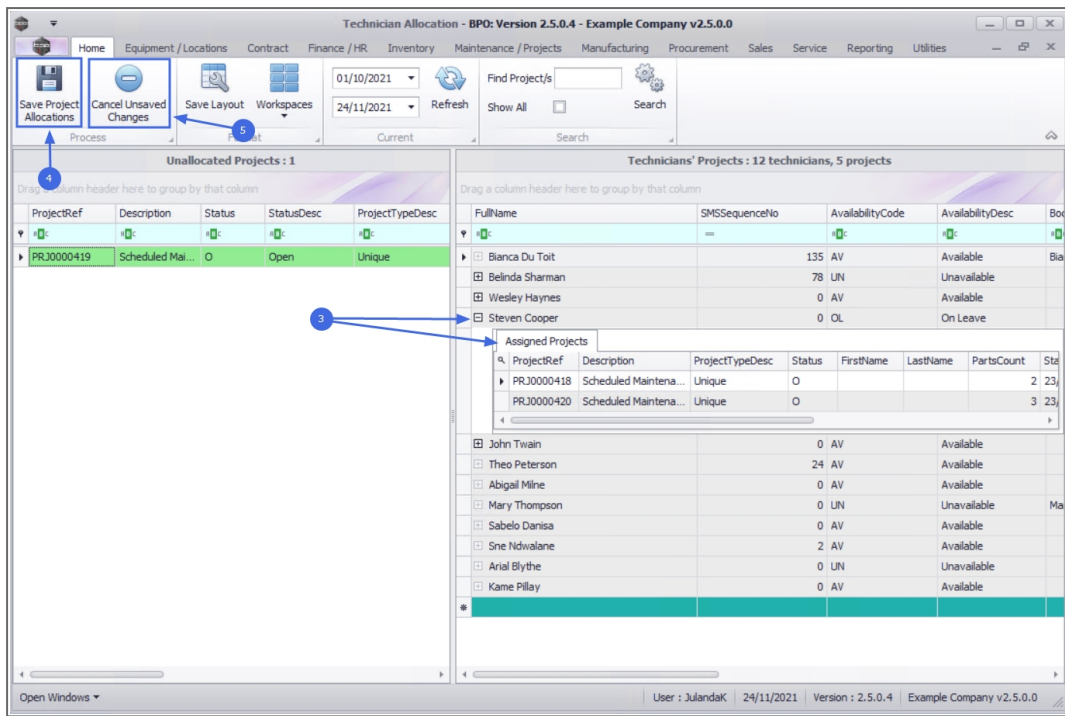 Technician Allocation - BPO: Version 2.5.0.4 - Example Company v2.5.0.0
Home Equipment / Locations Contract Finance / HR Inventory Maintenance / Projects Manufacturing Procurement Sales Service Reporting Utilities
Save Project Allocations
Cancel Unsaved Changes
Save Layout
Workspaces
01/10/2021
24/11/2021
Refresh
Find Project/s
Show All
Search
Process
Current
Search
5
4
3
Unallocated Projects : 1
Drag a column header here to group by that column
ProjectRef Description Status StatusDesc ProjectTypeDesc
PRJ0000419 Scheduled Mai... O Open Unique
Technicians' Projects : 12 technicians, 5 projects
Drag a column header here to group by that column
FullName SMSSequenceNo AvailabilityCode AvailabilityDesc Boo
Bianca Du Toit 135 AV Available Bia
Belinda Sharman 78 UN Unavailable
Wesley Haynes 0 AV Available
Steven Cooper 0 OL On Leave
Assigned Projects
ProjectRef Description ProjectTypeDesc Status FirstName LastName PartsCount Sta
PRJ0000418 Scheduled Maintena... Unique O 2 23/
PRJ0000420 Scheduled Maintena... Unique O 3 23/
John Twain 0 AV Available
Theo Peterson 24 AV Available
Abigail Milne 0 AV Available
Mary Thompson 0 UN Unavailable Ma
Sabelo Danisa 0 AV Available
Sne Ndwalane 2 AV Available
Arial Blythe 0 UN Unavailable
Kame Pillay 0 AV Available
Open Windows
User : JulandaK 24/11/2021 Version : 2.5.0.4 Example Company v2.5.0.0